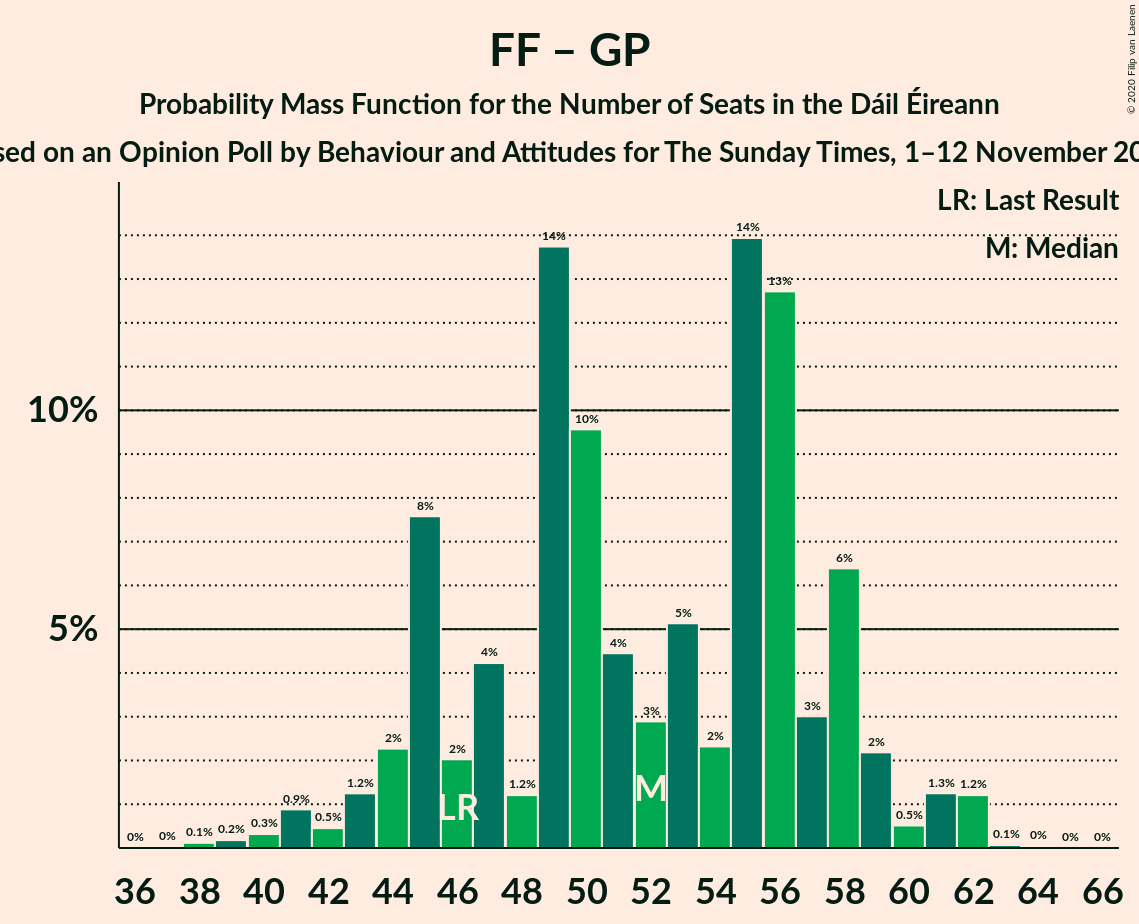 FF – GP
Probability Mass Function for the Number of Seats in the Dáil Éireann
on an Opinion Poll by Behaviour and Attitudes for The Sunday Times, 1–12 November
© 2020 Filip van Laenen
LR: Last Result
M: Median
10%
5%
0% 0% 0.1% 0.2% 0.3% 0.9% 0.5% 1.2% 2% 8% 2% 4% 1.2% 14% 10% 4% 3% 5% 2% 14% 13% 3% 6% 2% 0.5% 1.3% 1.2% 0.1% 0% 0% 0%
LR
M
36 38 40 42 44 46 48 50 52 54 56 58 60 62 64 66